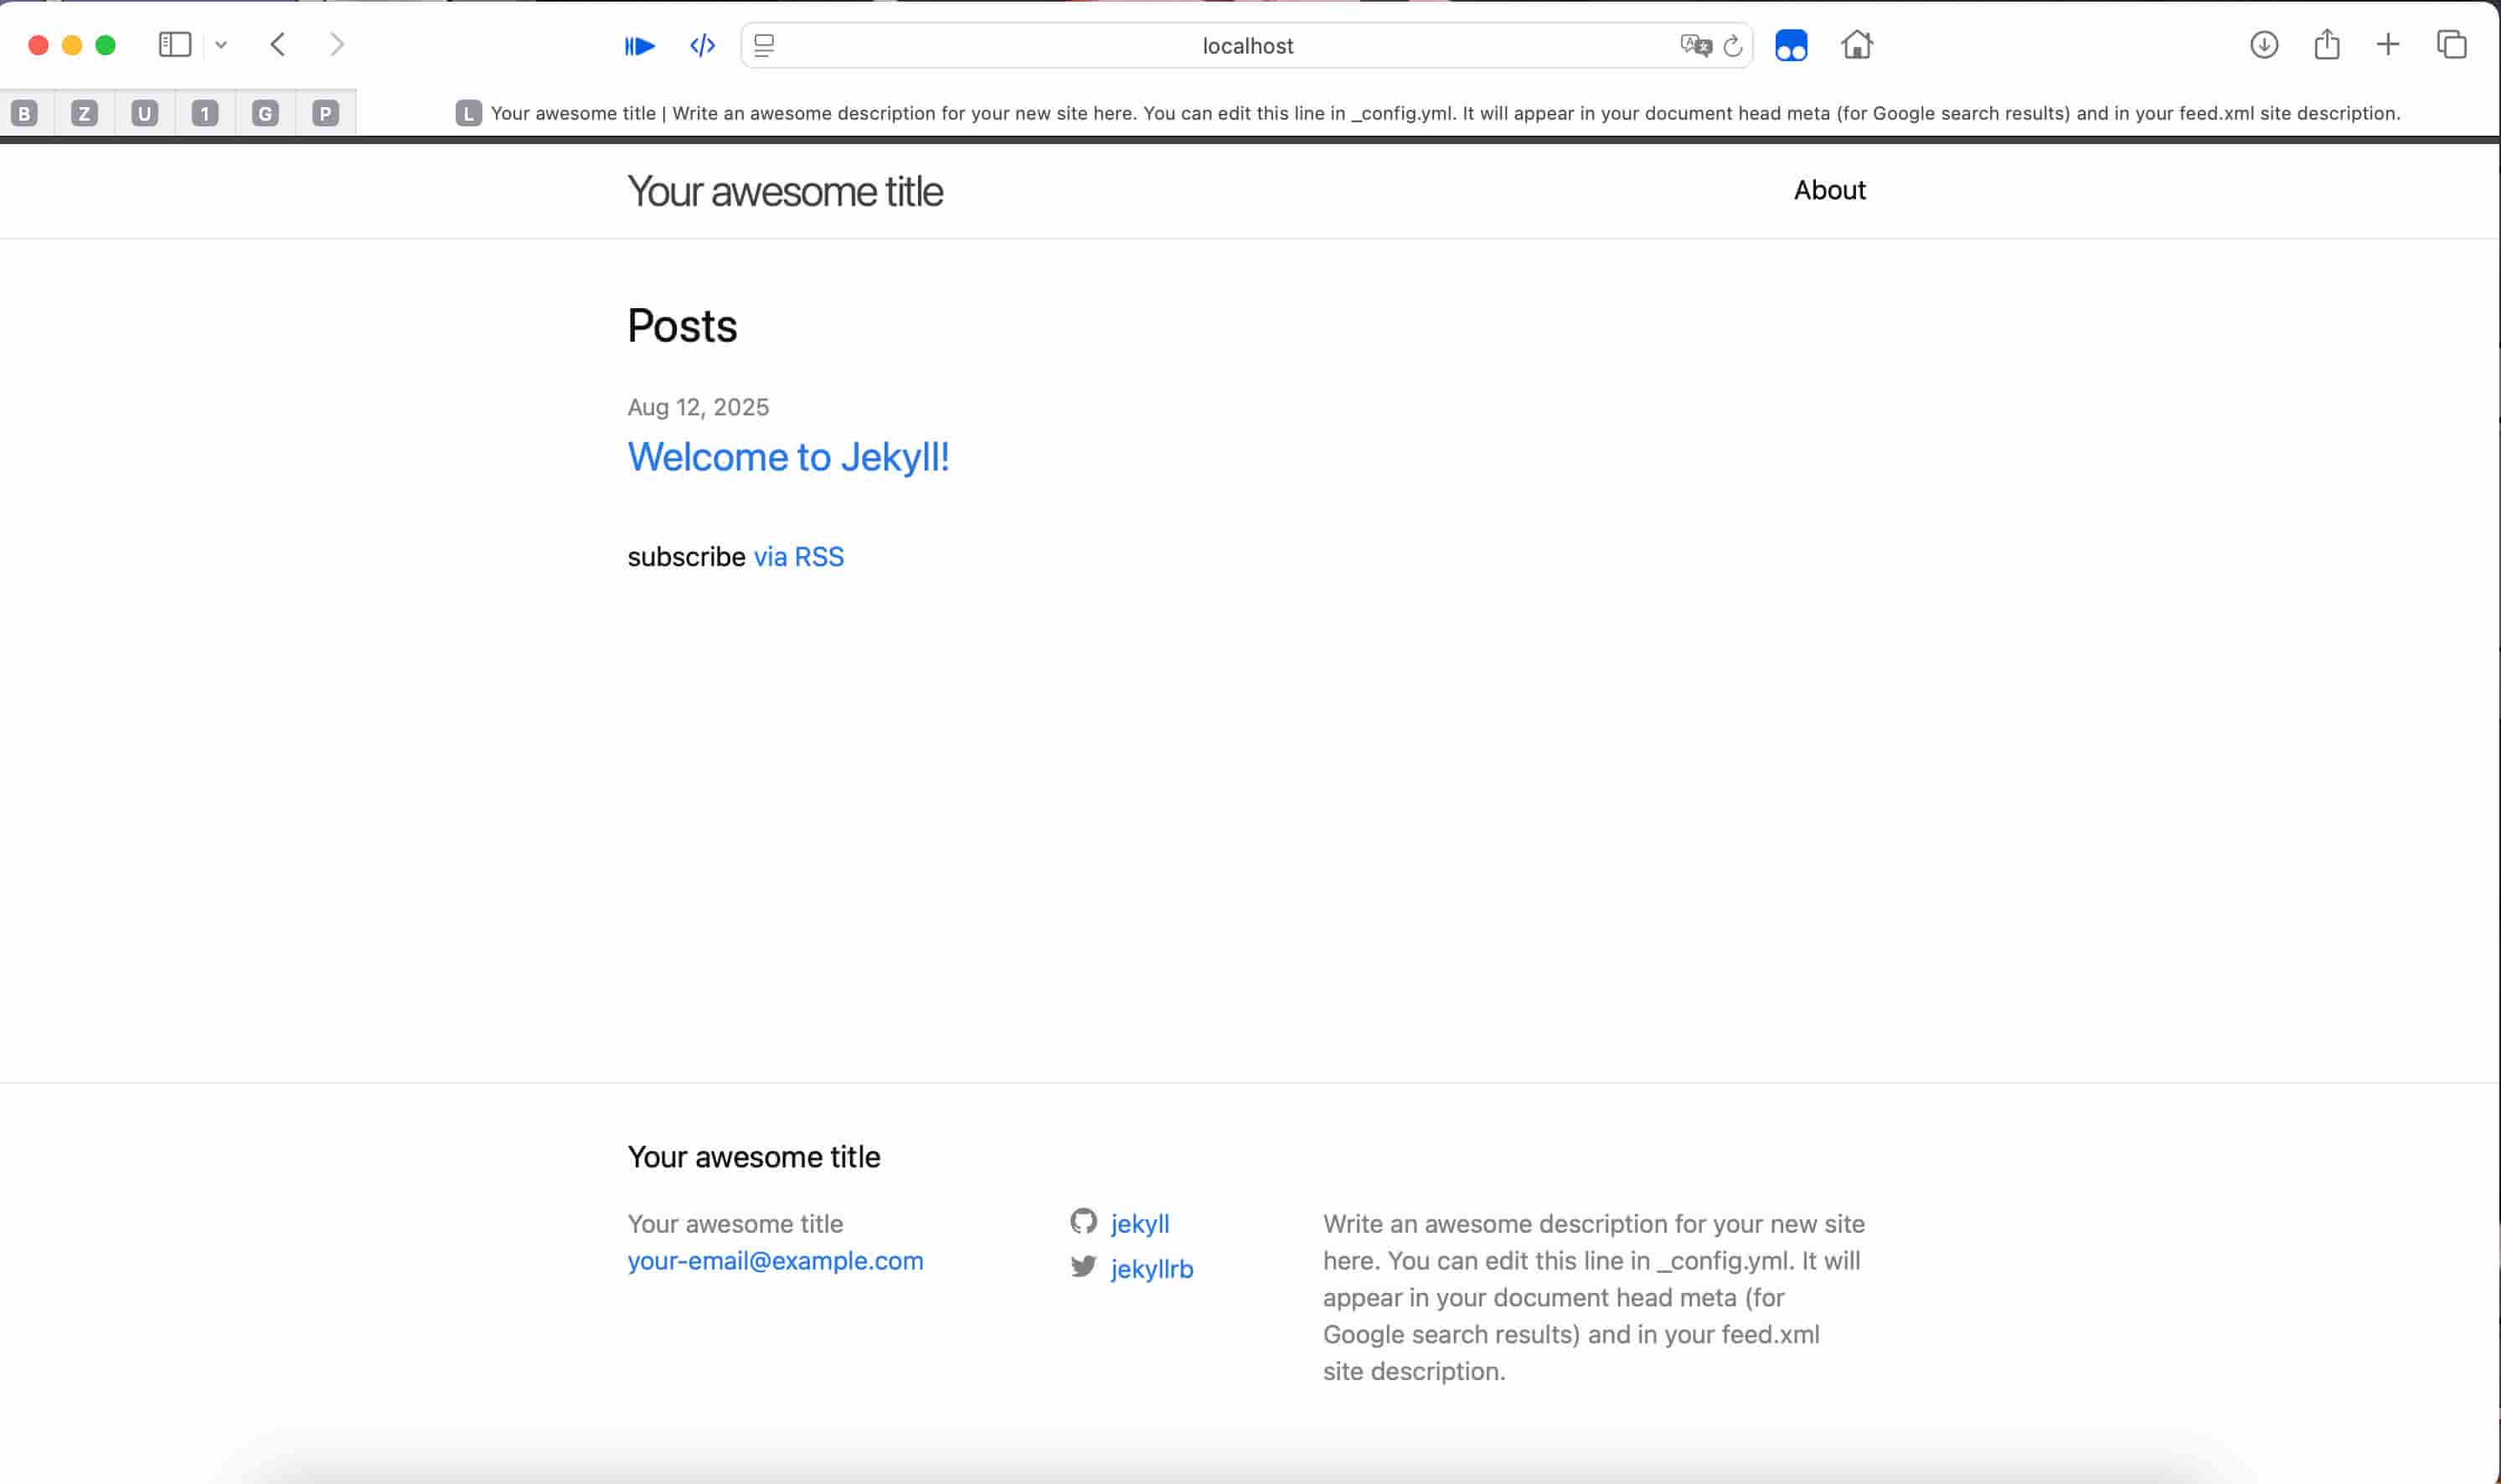 localhost
B
Z
U
1
G
P
L
Your awesome title | Write an awesome description for your new site here. You can edit this line in _config.yml. It will appear in your document head meta (for Google search results) and in your feed.xml site description.
Your awesome title
About
Posts
Aug 12, 2025
Welcome to Jekyll!
subscribe via RSS
Your awesome title
Your awesome title
your-email@example.com
jekyll
jekyllrb
Write an awesome description for your new site
here. You can edit this line in _config.yml. It will
appear in your document head meta (for
Google search results) and in your feed.xml
site description.